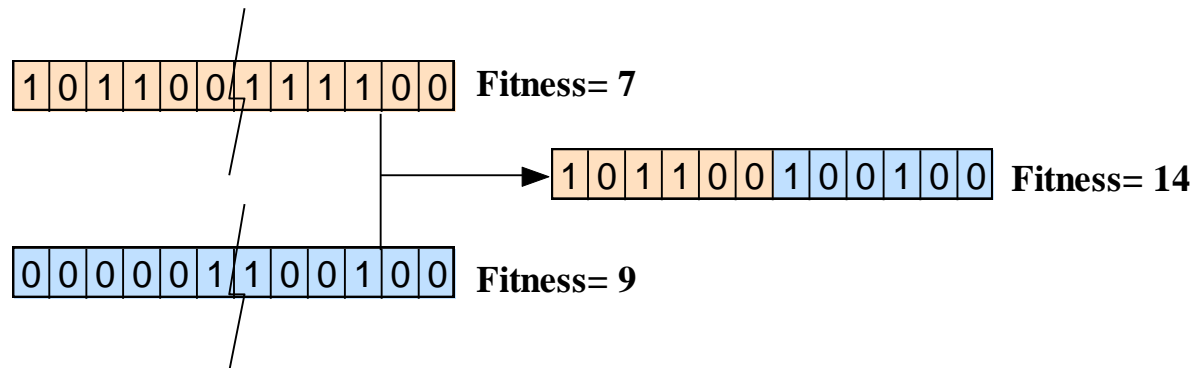 1 0 1 1 0 0 1 1 1 1 0 0 Fitness= 7
1 0 1 1 0 0 1 0 0 1 0 0 Fitness= 14
0 0 0 0 0 1 1 0 0 1 0 0 Fitness= 9